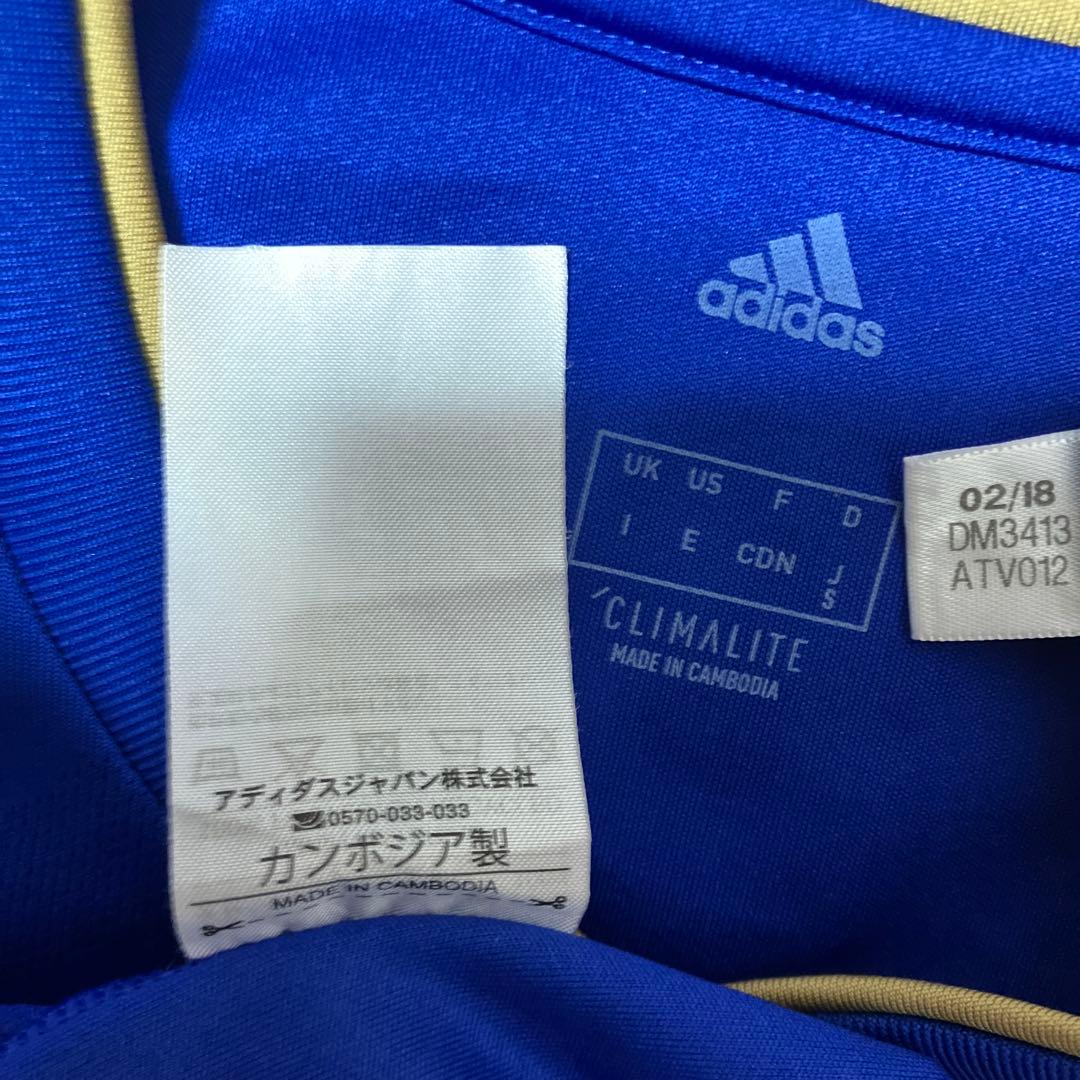 adidas
UK US F D
I E CDN J
S
CLIMALITE
MADE IN CAMBODIA
02/18
DM3413
ATV012
アディダスジャパン株式会社
0570-033-033
カンボジア製
MADE IN CAMBODIA